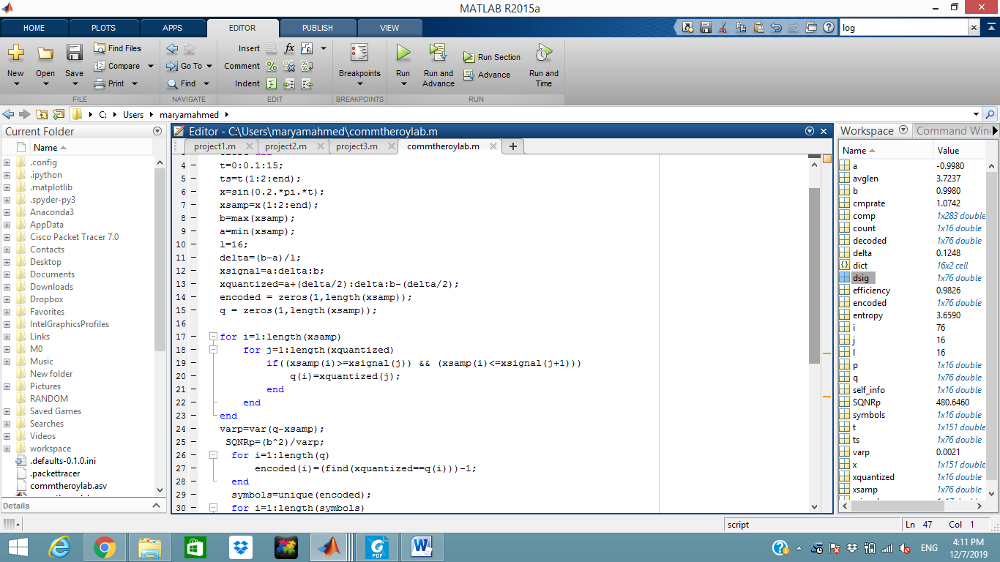 MATLAB R2015a
HOME PLOTS APPS EDITOR PUBLISH VIEW
log
New Open Save
Find Files
Compare
Print
Go To
Find
Insert
Comment
Indent
fx
Breakpoints
Run
Run and Advance
Run Section
Advance
Run and Time
FILE NAVIGATE EDIT BREAKPOINTS RUN
C: Users maryamahmed
Current Folder
Name
.config
.ipython
.matplotlib
.spyder-py3
Anaconda3
AppData
Cisco Packet Tracer 7.0
Contacts
Desktop
Documents
Downloads
Dropbox
Favorites
IntelGraphicsProfiles
Links
M0
Music
New folder
Pictures
RANDOM
Saved Games
Searches
Videos
workspace
.defaults-0.1.0.ini
.packettracer
commtheroylab.asv
Details
Editor - C:\Users\maryamahmed\commtheroylab.m
project1.m project2.m project3.m commtheroylab.m
4 t=0:0.1:15;
5 ts=t(1:2:end);
6 x=sin(0.2.*pi.*t);
7 xsamp=x(1:2:end);
8 b=max(xsamp);
9 a=min(xsamp);
10 l=16;
11 delta=(b-a)/l;
12 xsignal=a:delta:b;
13 xquantized=a+(delta/2):delta:b-(delta/2);
14 encoded = zeros(1,length(xsamp));
15 q = zeros(1,length(xsamp));
16
17 for i=1:length(xsamp)
18 for j=1:length(xquantized)
19 if((xsamp(i)>=xsignal(j)) && (xsamp(i)<=xsignal(j+1)))
20 q(i)=xquantized(j);
21 end
22 end
23 end
24 varp=var(q-xsamp);
25 SQNRp=(b^2)/varp;
26 for i=1:length(q)
27 encoded(i)=(find(xquantized==q(i)))-1;
28 end
29 symbols=unique(encoded);
30 for i=1:length(symbols)
Workspace Command Win
Name Value
a -0.9980
avglen 3.7237
b 0.9980
cmprate 1.0742
comp 1x283 double
count 1x16 double
decoded 1x76 double
delta 0.1248
dict 16x2 cell
dsig 1x76 double
efficiency 0.9826
encoded 1x76 double
entropy 3.6590
i 76
j 16
l 16
p 1x16 double
q 1x76 double
self_info 1x16 double
SQNRp 480.6460
symbols 1x16 double
t 1x151 double
ts 1x76 double
varp 0.0021
x 1x151 double
xquantized 1x16 double
xsamp 1x76 double
script Ln 47 Col 1
PDF
ENG
4:11 PM
12/7/2019